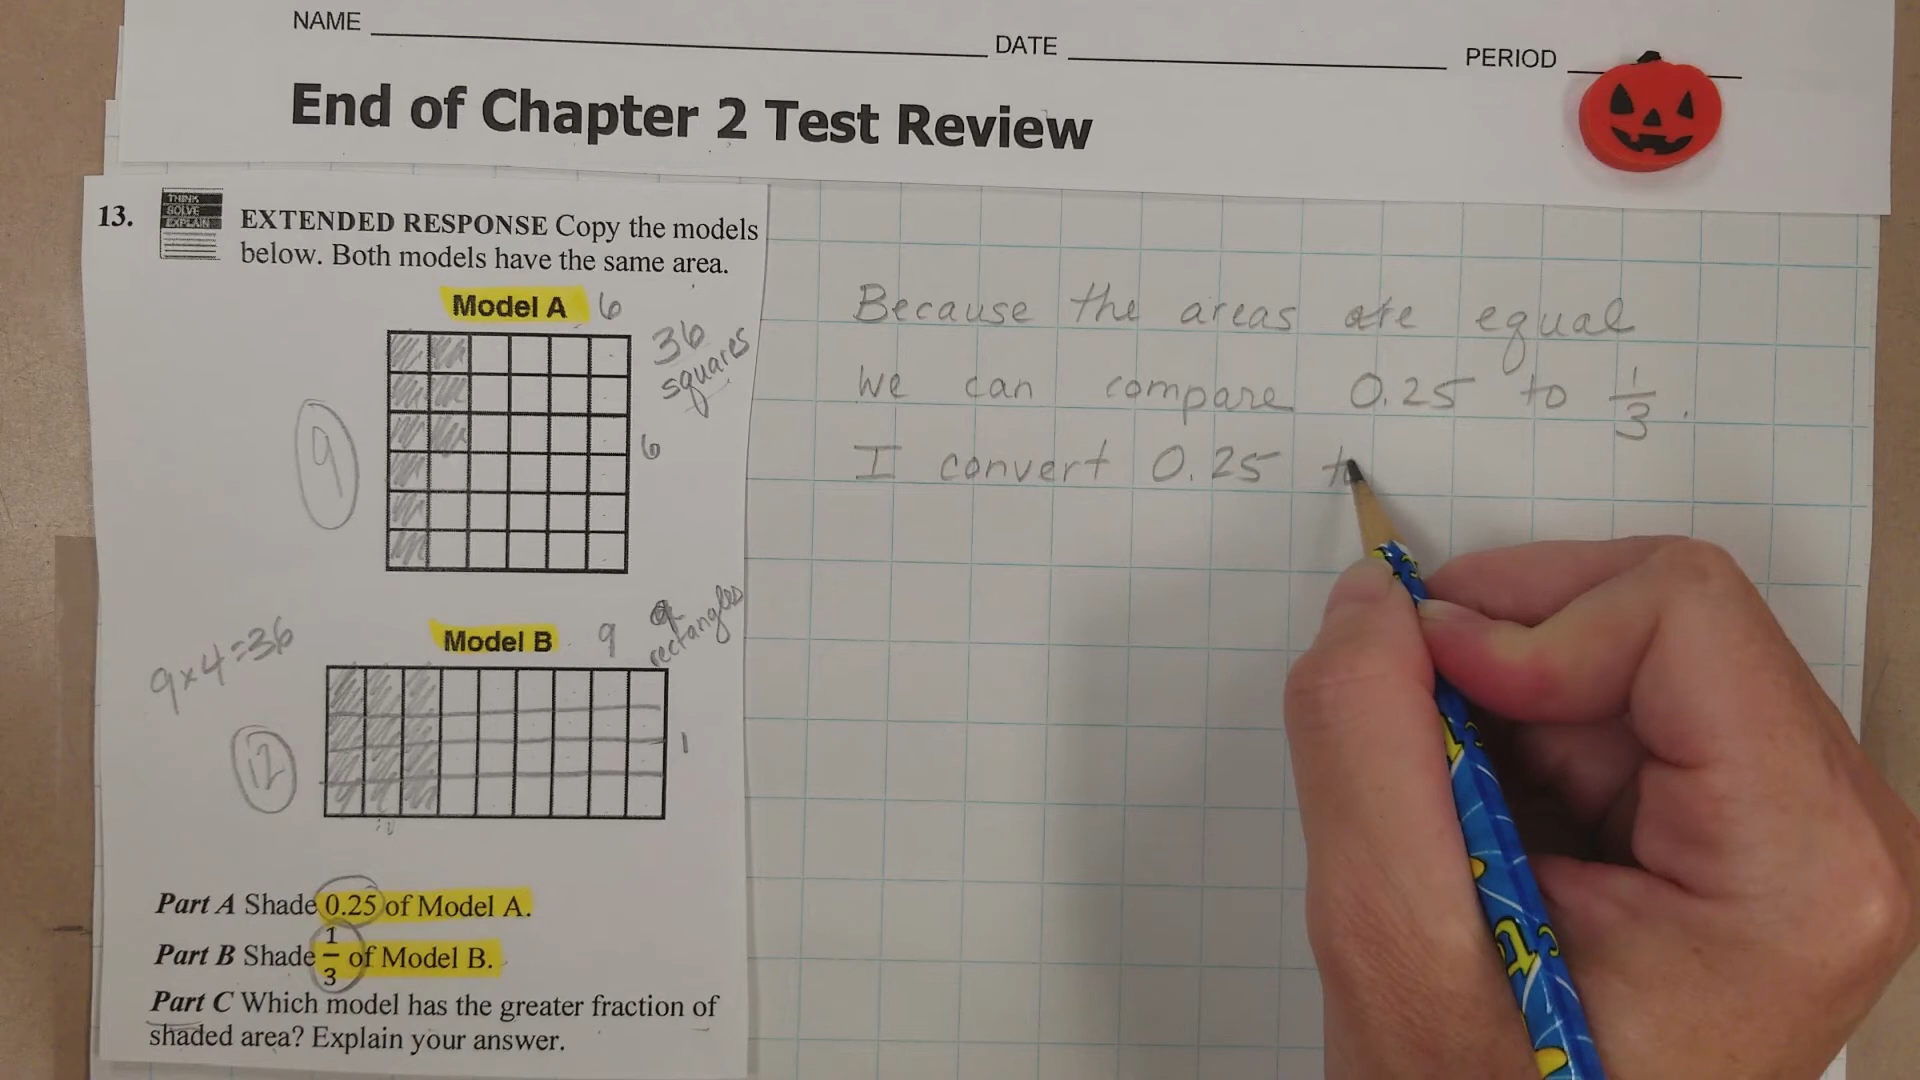 NAME DATE PERIOD
End of Chapter 2 Test Review
13. THINK
SOLVE
EXPLAIN
EXTENDED RESPONSE Copy the models
below. Both models have the same area.
Model A 6
36
squares
9
6
Model B 9
rectangles
9x4=36
12
1
Part A Shade 0.25 of Model A.
Part B Shade 1/3 of Model B.
Part C Which model has the greater fraction of
shaded area? Explain your answer.
Because the areas are equal
we can compare 0.25 to 1/3.
I convert 0.25 to